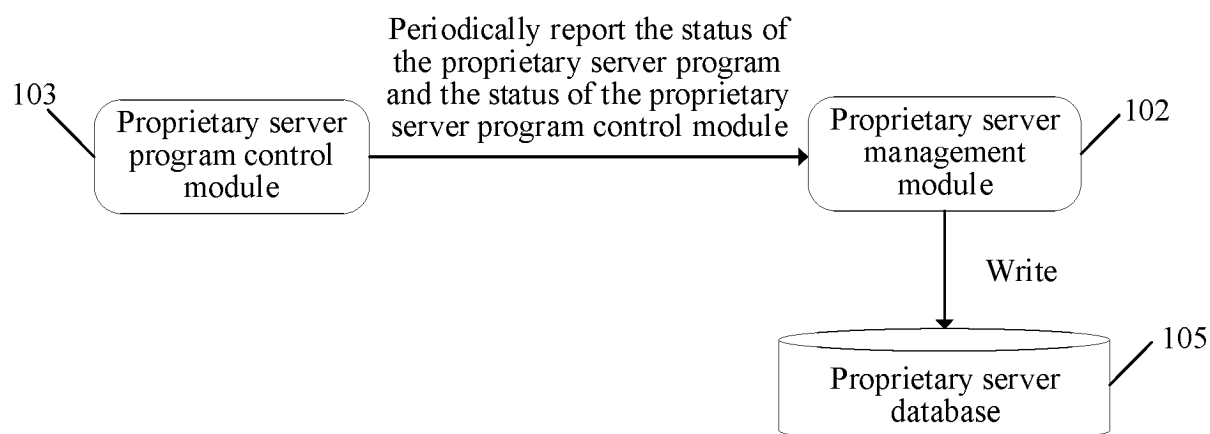 Periodically report the status of
the proprietary server program
and the status of the proprietary
server program control module
103
Proprietary server
program control
module
102
Proprietary server
management
module
Write
105
Proprietary server
database